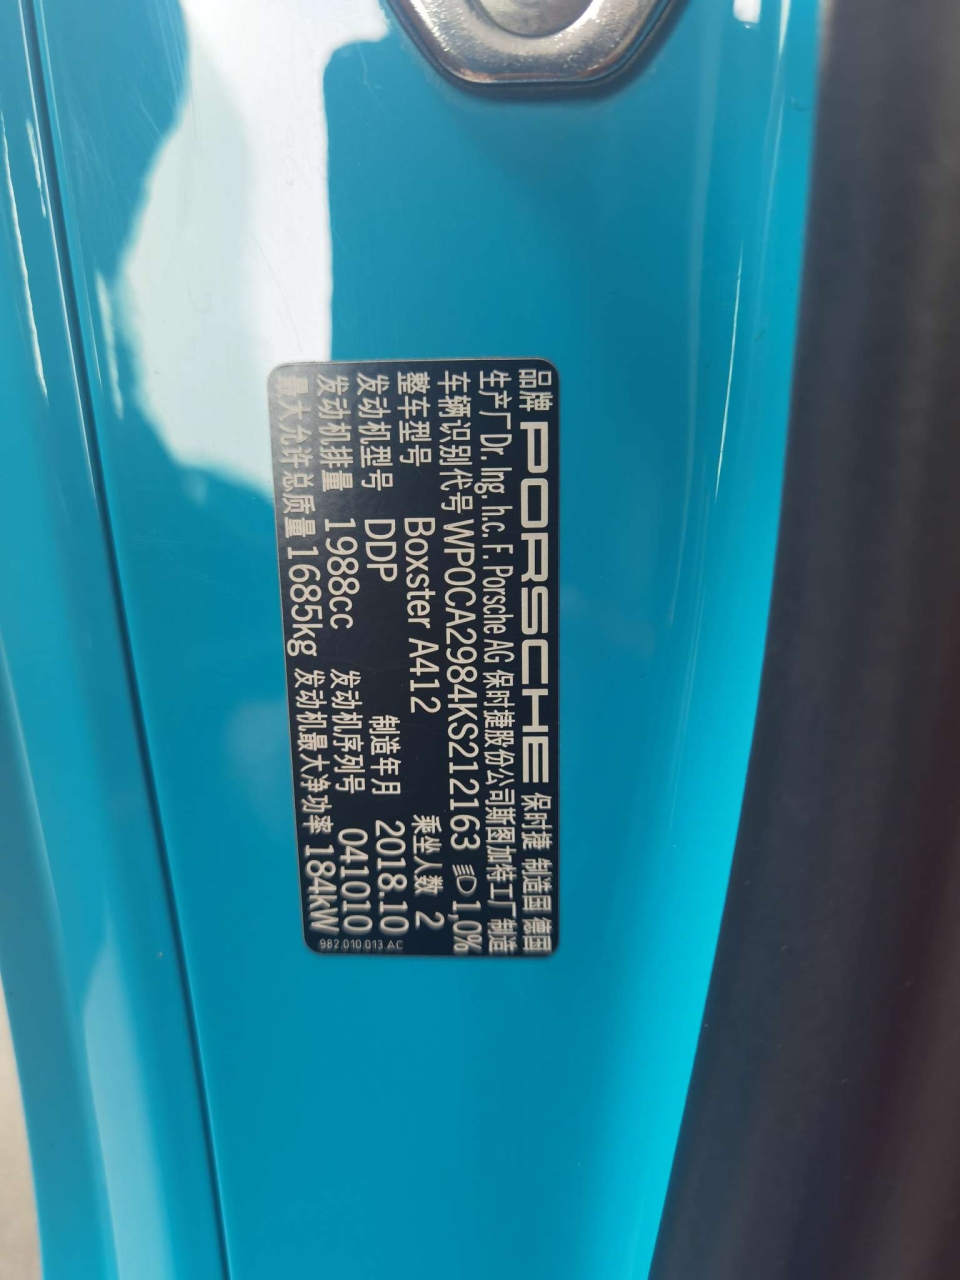 品牌 PORSCHE 保时捷 制造国 德国
生产厂 Dr. Ing. h.c. F. Porsche AG 保时捷股份公司斯图加特工厂 制造
车辆识别代号 WP0CA2984KS212163 1,0%
整车型号 Boxster A412 乘坐人数 2
发动机型号 DDP 制造年月 2018.10
发动机排量 1988cc 发动机序列号 041010
最大允许总质量 1685kg 发动机最大净功率 184kW
982.010.013 AC